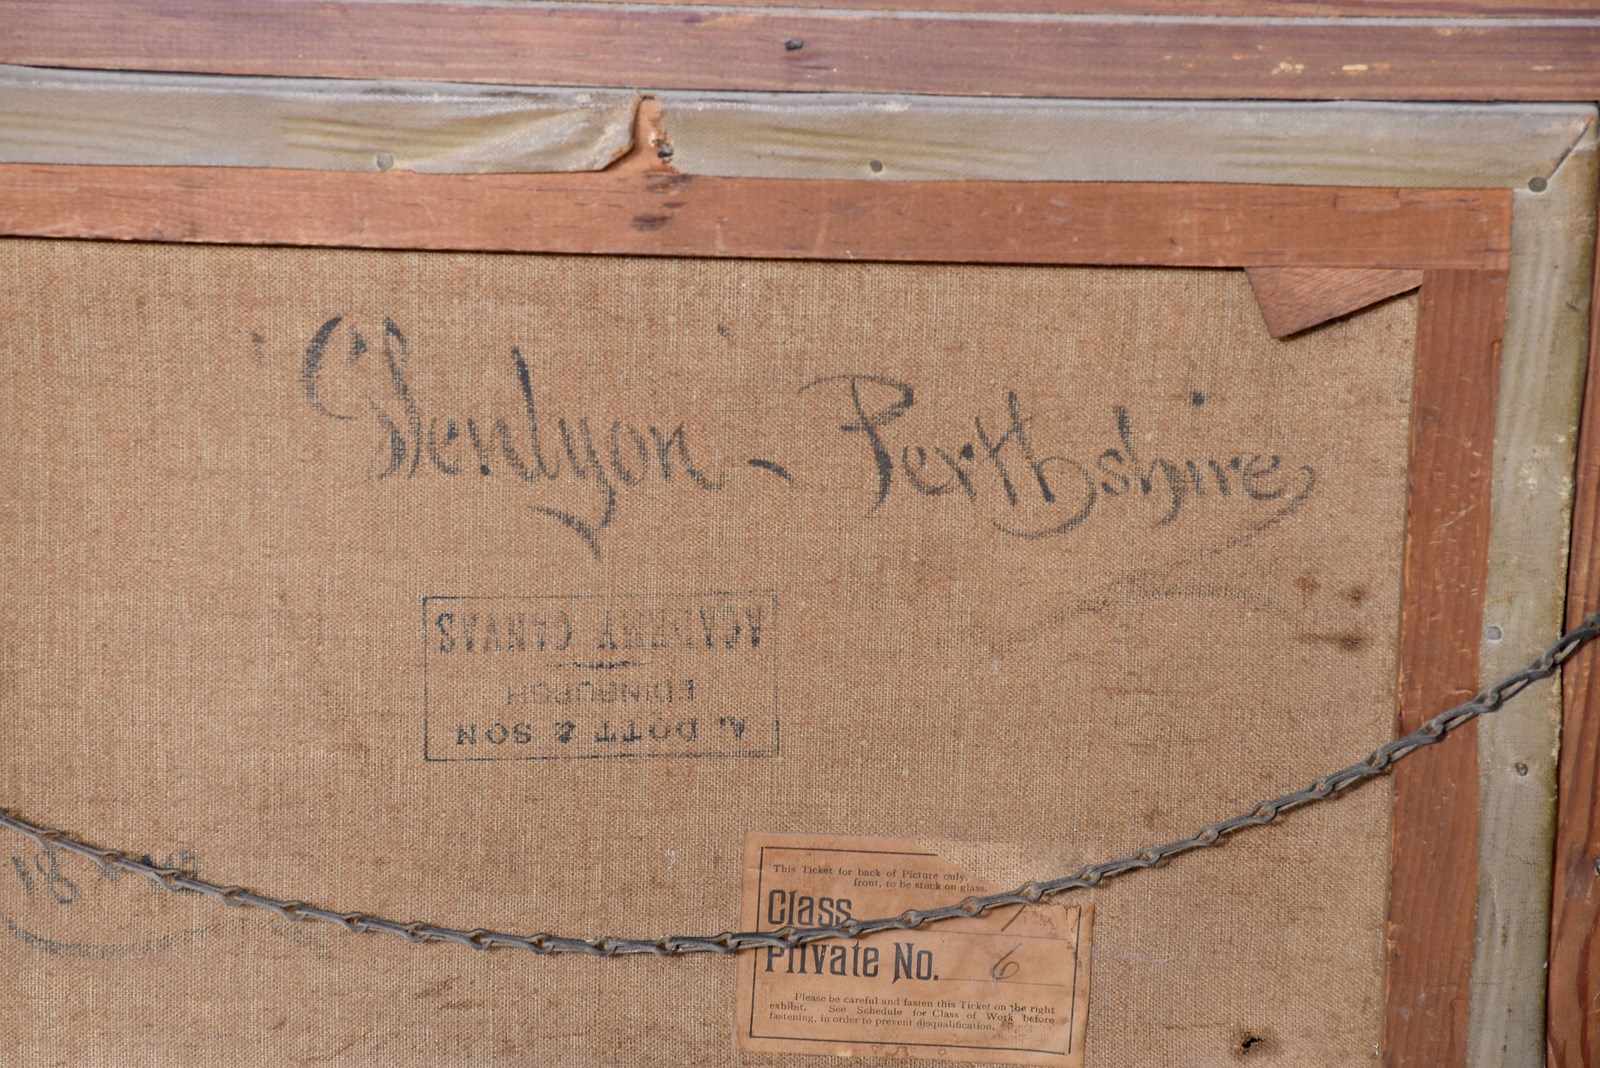 Glenlyon - Perthshire
A. DOTT & SON
EDINBURGH
ACADEMY CANVAS
This Ticket for back of Picture only,
front, to be stuck on glass.
Class
Private No. 6
Please be careful and fasten this Ticket on the right
exhibit. See Schedule for Class of Work before
fastening, in order to prevent disqualification.